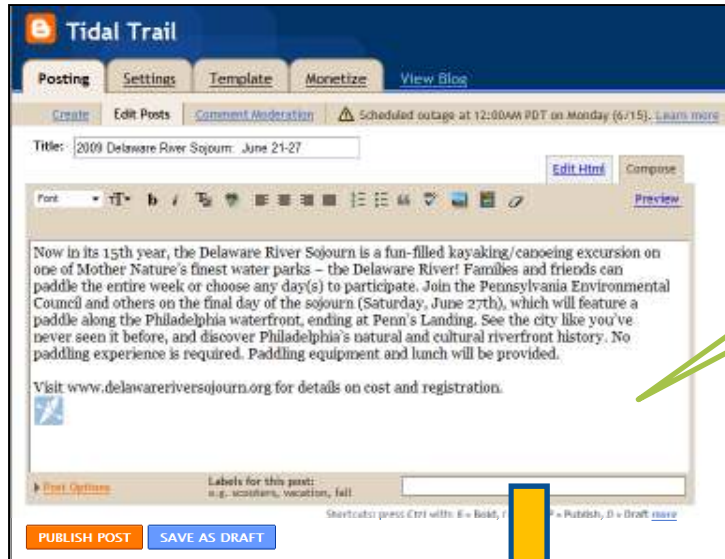 Tidal Trail
Posting Settings Template Monetize View Blog
Create Edit Posts Comment Moderation Scheduled outage at 12:00AM PDT on Monday (6/15). Learn more
Title: 2009 Delaware River Sojourn: June 21-27
Edit Html Compose
Font Preview
Now in its 15th year, the Delaware River Sojourn is a fun-filled kayaking/canoeing excursion on
one of Mother Nature's finest water parks – the Delaware River! Families and friends can
paddle the entire week or choose any day(s) to participate. Join the Pennsylvania Environmental
Council and others on the final day of the sojourn (Saturday, June 27th), which will feature a
paddle along the Philadelphia waterfront, ending at Penn's Landing. See the city like you've
never seen it before, and discover Philadelphia's natural and cultural riverfront history. No
paddling experience is required. Paddling equipment and lunch will be provided.
Visit www.delawareriversojourn.org for details on cost and registration.
Post Options Labels for this post:
e.g. scooters, vacation, fall
Shortcuts: press Ctrl with: B = Bold, = Publish, D = Draft more
PUBLISH POST SAVE AS DRAFT